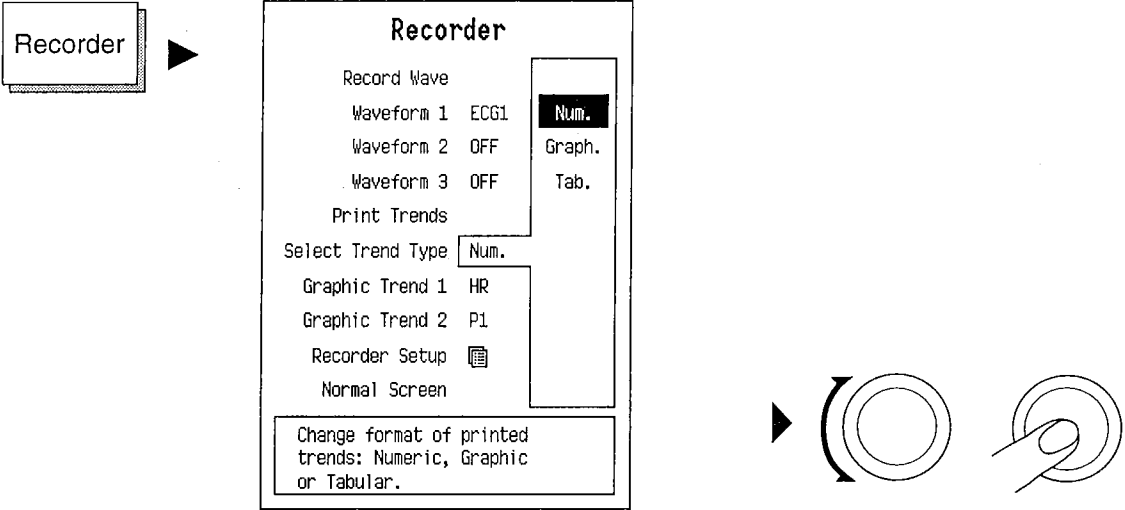 Recorder
Recorder
Record Wave
Waveform 1 ECG1
Waveform 2 OFF
Waveform 3 OFF
Print Trends
Select Trend Type Num.
Graphic Trend 1 HR
Graphic Trend 2 P1
Recorder Setup
Normal Screen
Num.
Graph.
Tab.
Change format of printed
trends: Numeric, Graphic
or Tabular.